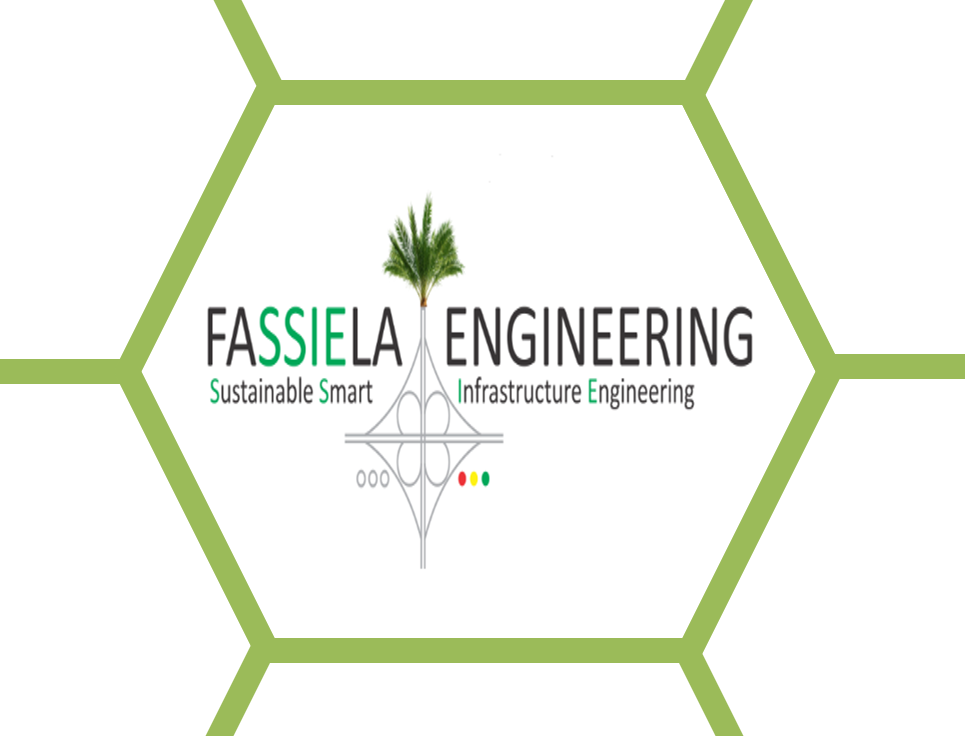 FASSIELA ENGINEERING
Sustainable Smart Infrastructure Engineering